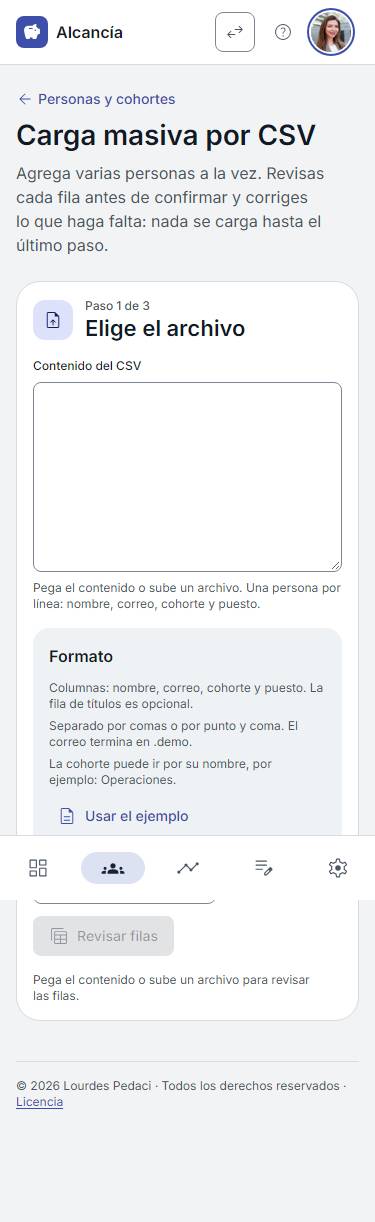 Alcancía
Personas y cohortes
Carga masiva por CSV
Agrega varias personas a la vez. Revisas
cada fila antes de confirmar y corriges
lo que haga falta: nada se carga hasta el
último paso.
Paso 1 de 3
Elige el archivo
Contenido del CSV
Pega el contenido o sube un archivo. Una persona por
línea: nombre, correo, cohorte y puesto.
Formato
Columnas: nombre, correo, cohorte y puesto. La
fila de títulos es opcional.
Separado por comas o por punto y coma. El
correo termina en .demo.
La cohorte puede ir por su nombre, por
ejemplo: Operaciones.
Usar el ejemplo
Revisar filas
Pega el contenido o sube un archivo para revisar
las filas.
© 2026 Lourdes Pedaci · Todos los derechos reservados ·
Licencia